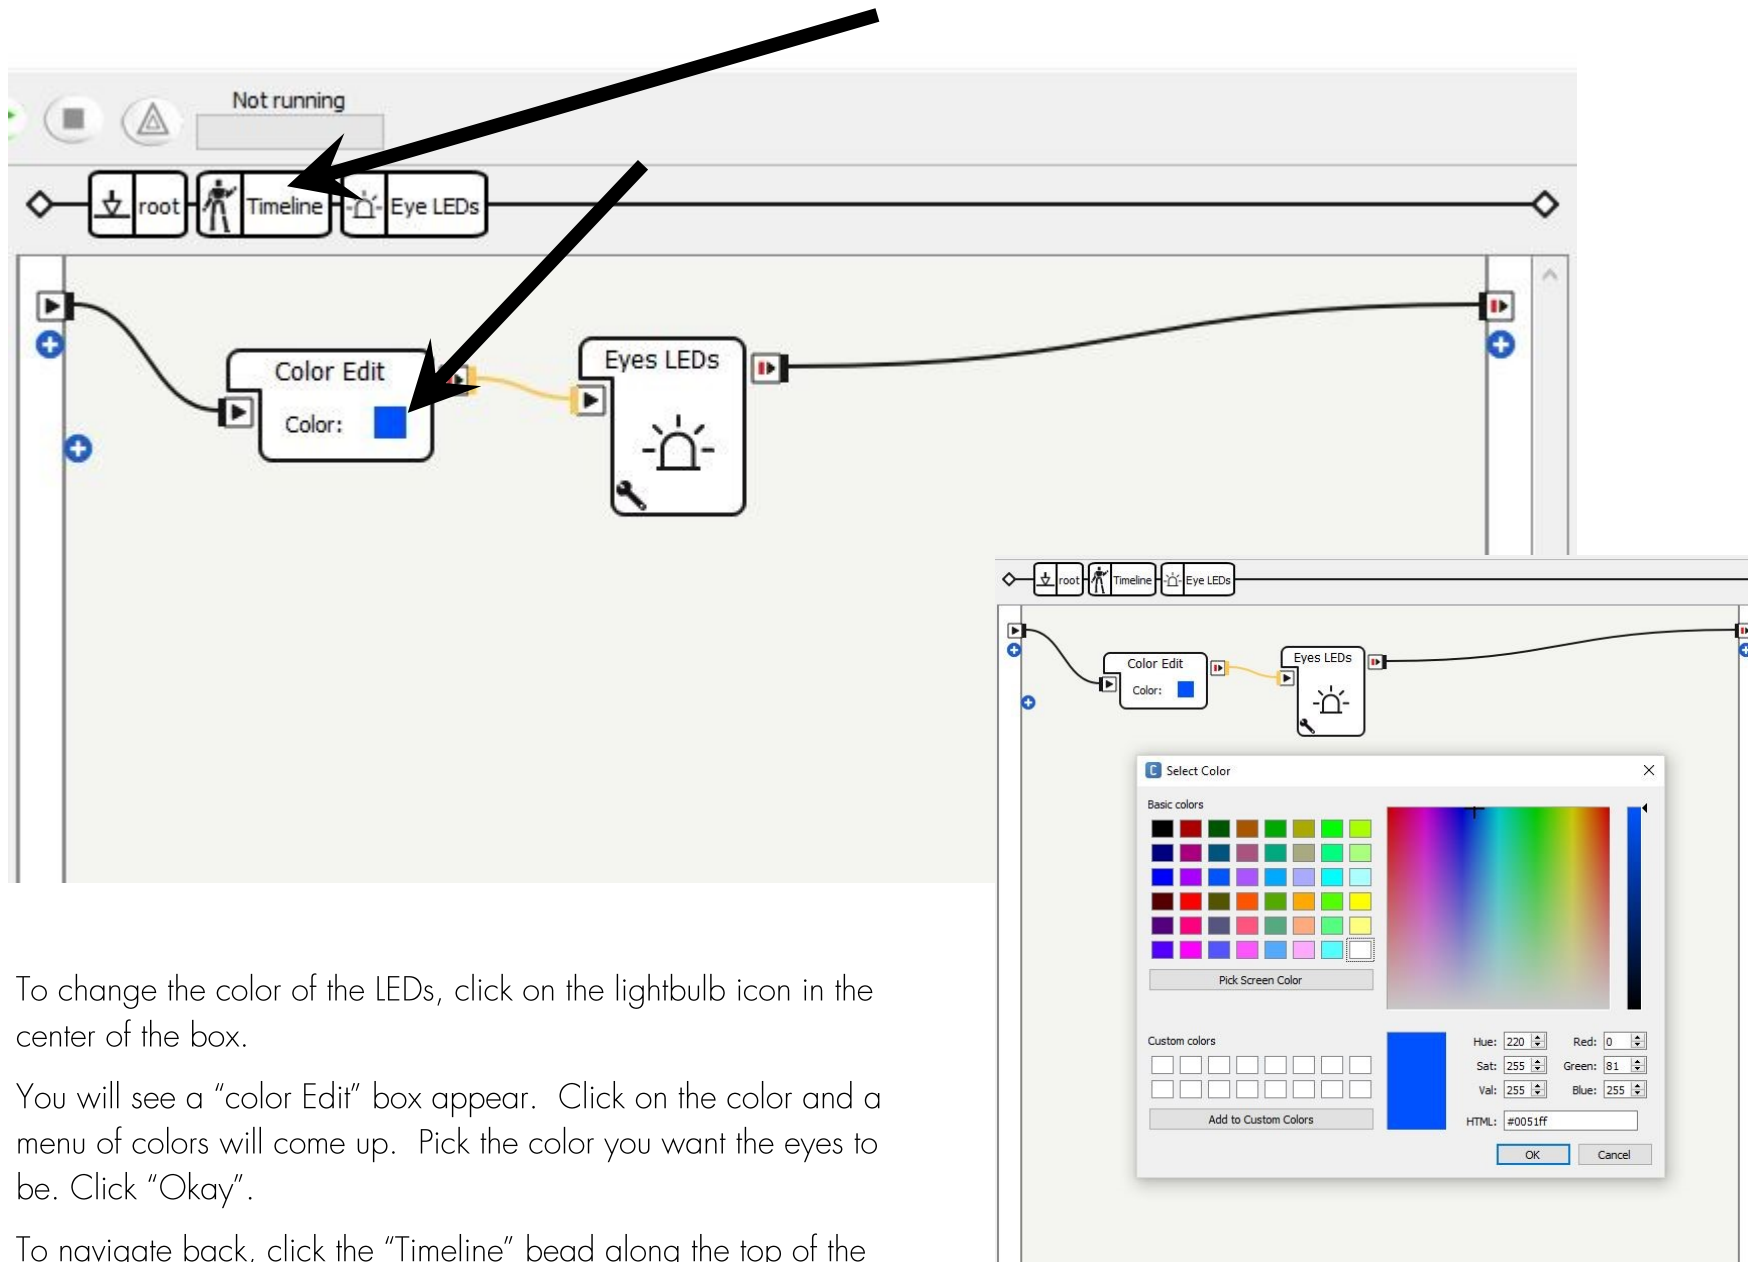 Not running
root
Timeline
Eye LEDs
Color Edit
Color:
Eyes LEDs
root
Timeline
Eye LEDs
Color Edit
Color:
Eyes LEDs
Select Color
Basic colors
Pick Screen Color
Custom colors
Add to Custom Colors
Hue: 220
Red: 0
Sat: 255
Green: 81
Val: 255
Blue: 255
HTML: #0051ff
OK
Cancel
To change the color of the LEDs, click on the lightbulb icon in the
center of the box.
You will see a “color Edit” box appear.  Click on the color and a
menu of colors will come up.  Pick the color you want the eyes to
be. Click “Okay”.
To navigate back, click the “Timeline” bead along the top of the